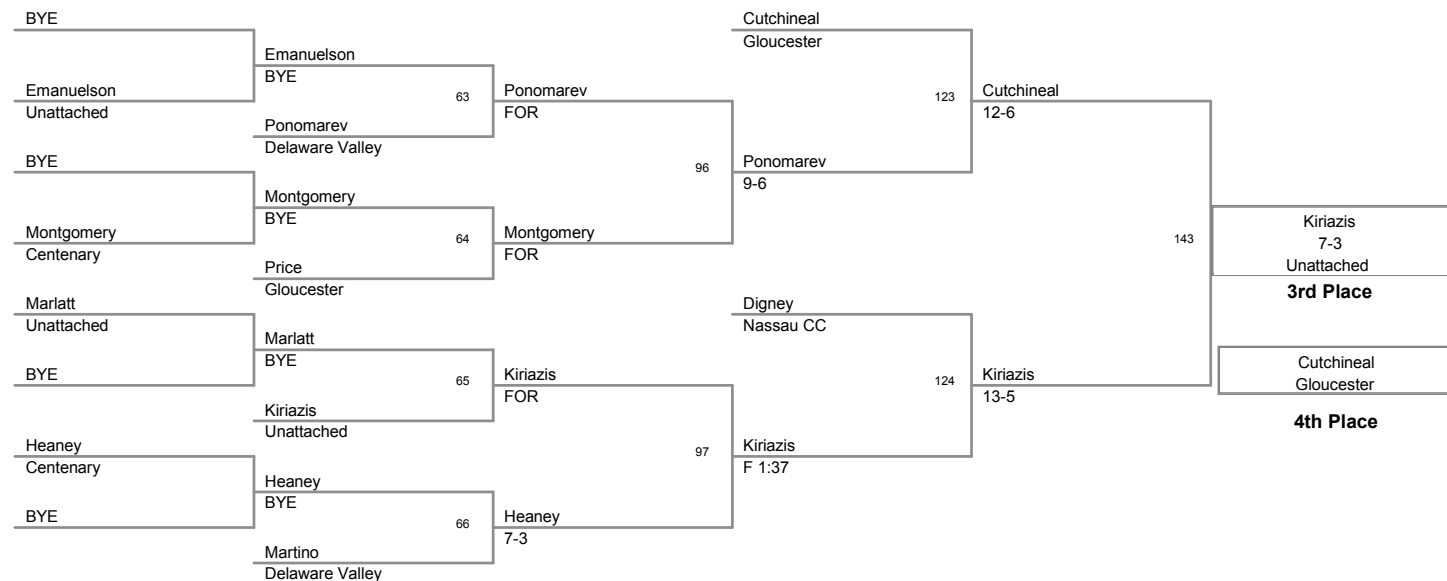 BYE
Emanuelson
Unattached
BYE
Montgomery
Centenary
Marlatt
Unattached
BYE
Heaney
Centenary
BYE
Emanuelson
BYE
63
Ponomarev
Delaware Valley
Montgomery
BYE
64
Price
Gloucester
Marlatt
BYE
65
Kiriazis
Unattached
Heaney
BYE
66
Martino
Delaware Valley
Ponomarev
FOR
96
Montgomery
FOR
Kiriazis
FOR
97
Heaney
7-3
Cutchineal
Gloucester
123
Ponomarev
9-6
Digney
Nassau CC
124
Kiriazis
F 1:37
Cutchineal
12-6
143
Kiriazis
13-5
Kiriazis
7-3
Unattached
3rd Place
Cutchineal
Gloucester
4th Place